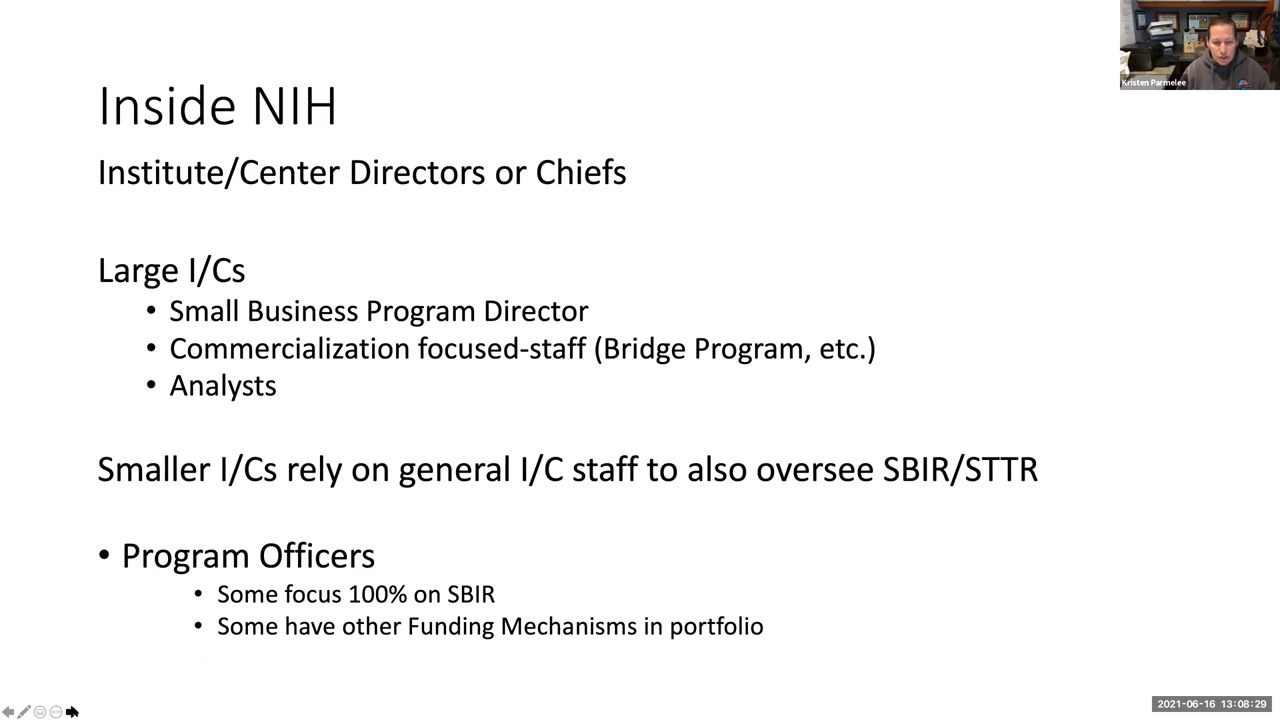 Kristen Parmelee
Inside NIH
Institute/Center Directors or Chiefs
Large I/Cs
• Small Business Program Director
• Commercialization focused-staff (Bridge Program, etc.)
• Analysts
Smaller I/Cs rely on general I/C staff to also oversee SBIR/STTR
• Program Officers
• Some focus 100% on SBIR
• Some have other Funding Mechanisms in portfolio
2021-06-16 13:08:29